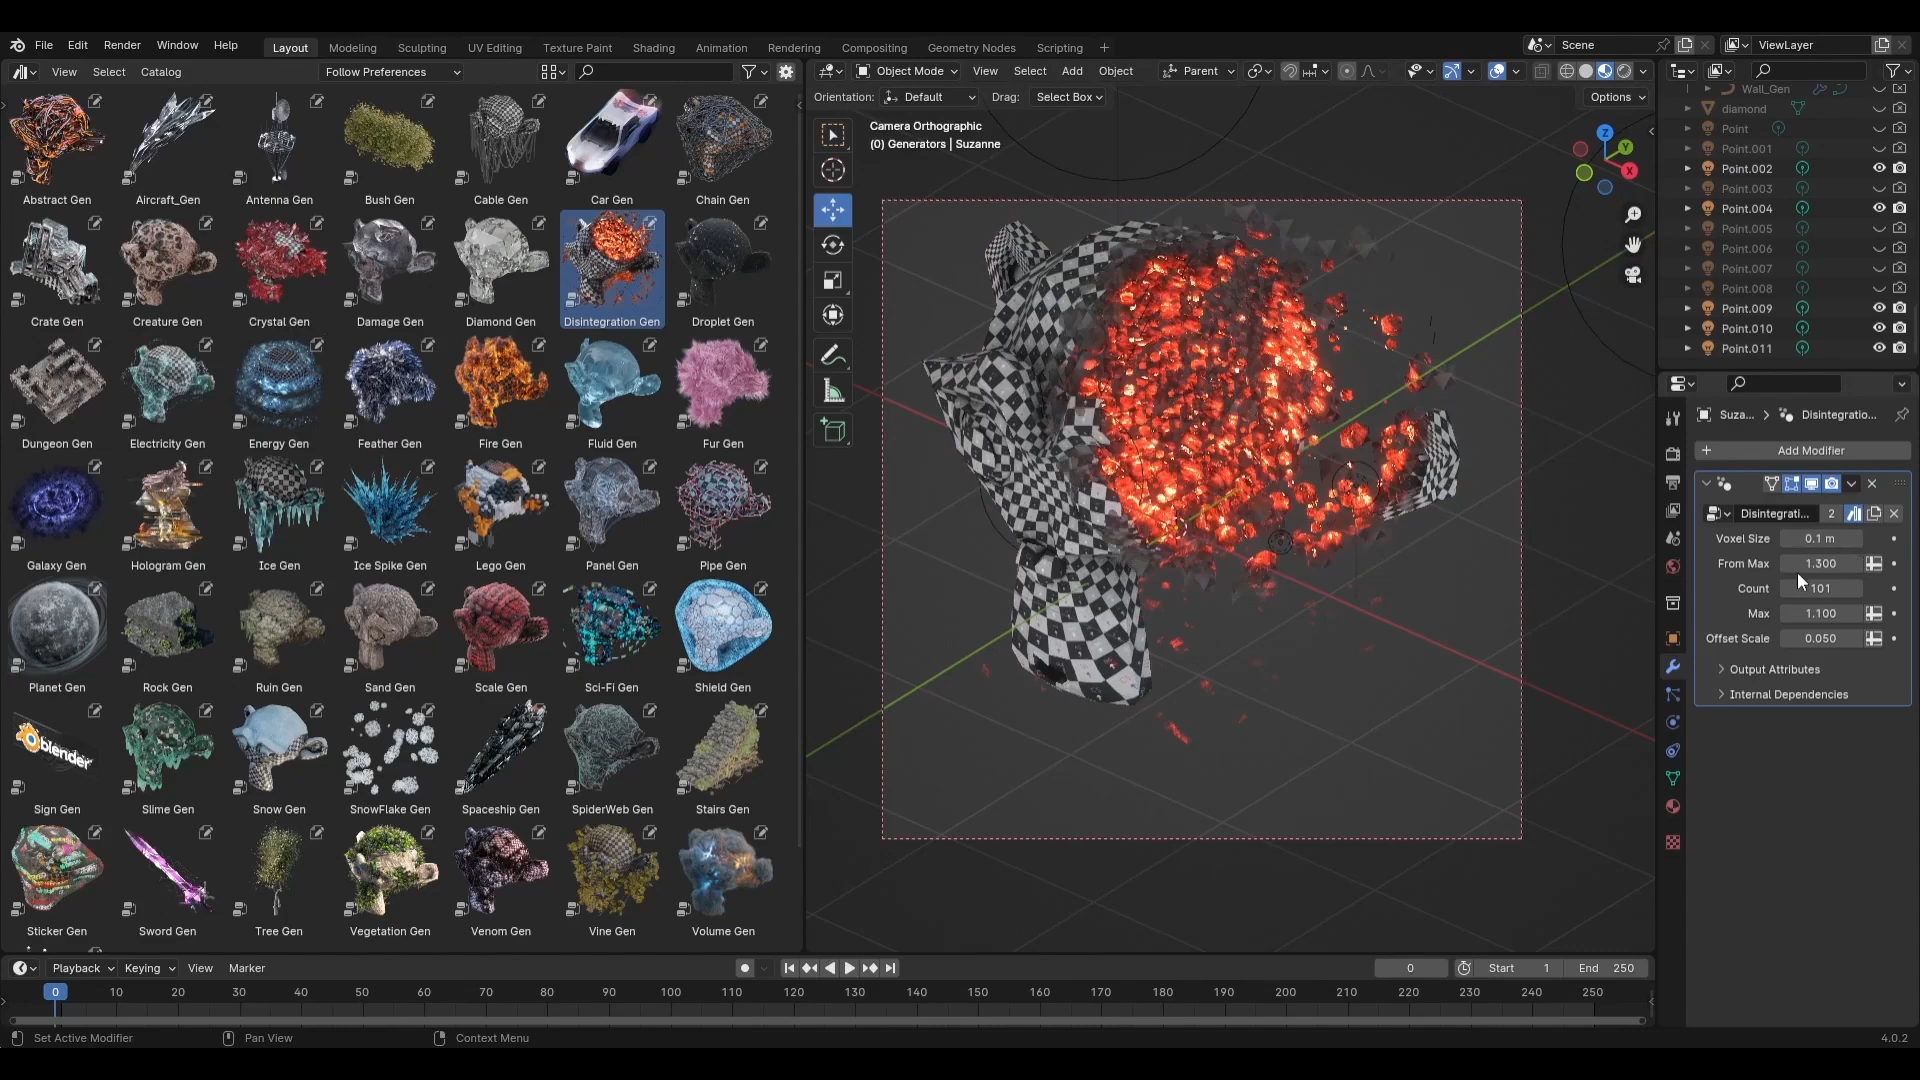 File Edit Render Window Help
Layout Modeling Sculpting UV Editing Texture Paint Shading Animation Rendering Compositing Geometry Nodes Scripting +
Scene
ViewLayer
View Select Catalog Follow Preferences
Object Mode View Select Add Object Parent
Orientation: Default Drag: Select Box Options
Camera Orthographic
(0) Generators | Suzanne
Z
Y
X
Abstract Gen Aircraft_Gen Antenna Gen Bush Gen Cable Gen Car Gen Chain Gen
Crate Gen Creature Gen Crystal Gen Damage Gen Diamond Gen Disintegration Gen Droplet Gen
Dungeon Gen Electricity Gen Energy Gen Feather Gen Fire Gen Fluid Gen Fur Gen
Galaxy Gen Hologram Gen Ice Gen Ice Spike Gen Lego Gen Panel Gen Pipe Gen
Planet Gen Rock Gen Ruin Gen Sand Gen Scale Gen Sci-Fi Gen Shield Gen
blender
Sign Gen Slime Gen Snow Gen SnowFlake Gen Spaceship Gen SpiderWeb Gen Stairs Gen
Sticker Gen Sword Gen Tree Gen Vegetation Gen Venom Gen Vine Gen Volume Gen
Wall_Gen
diamond
Point
Point.001
Point.002
Point.003
Point.004
Point.005
Point.006
Point.007
Point.008
Point.009
Point.010
Point.011
Suza... > Disintegratio...
+ Add Modifier
Disintegrati... 2
Voxel Size 0.1 m
From Max 1.300
Count 101
Max 1.100
Offset Scale 0.050
Output Attributes
Internal Dependencies
Playback Keying View Marker
0 Start 1 End 250
0 10 20 30 40 50 60 70 80 90 100 110 120 130 140 150 160 170 180 190 200 210 220 230 240 250
Set Active Modifier Pan View Context Menu 4.0.2